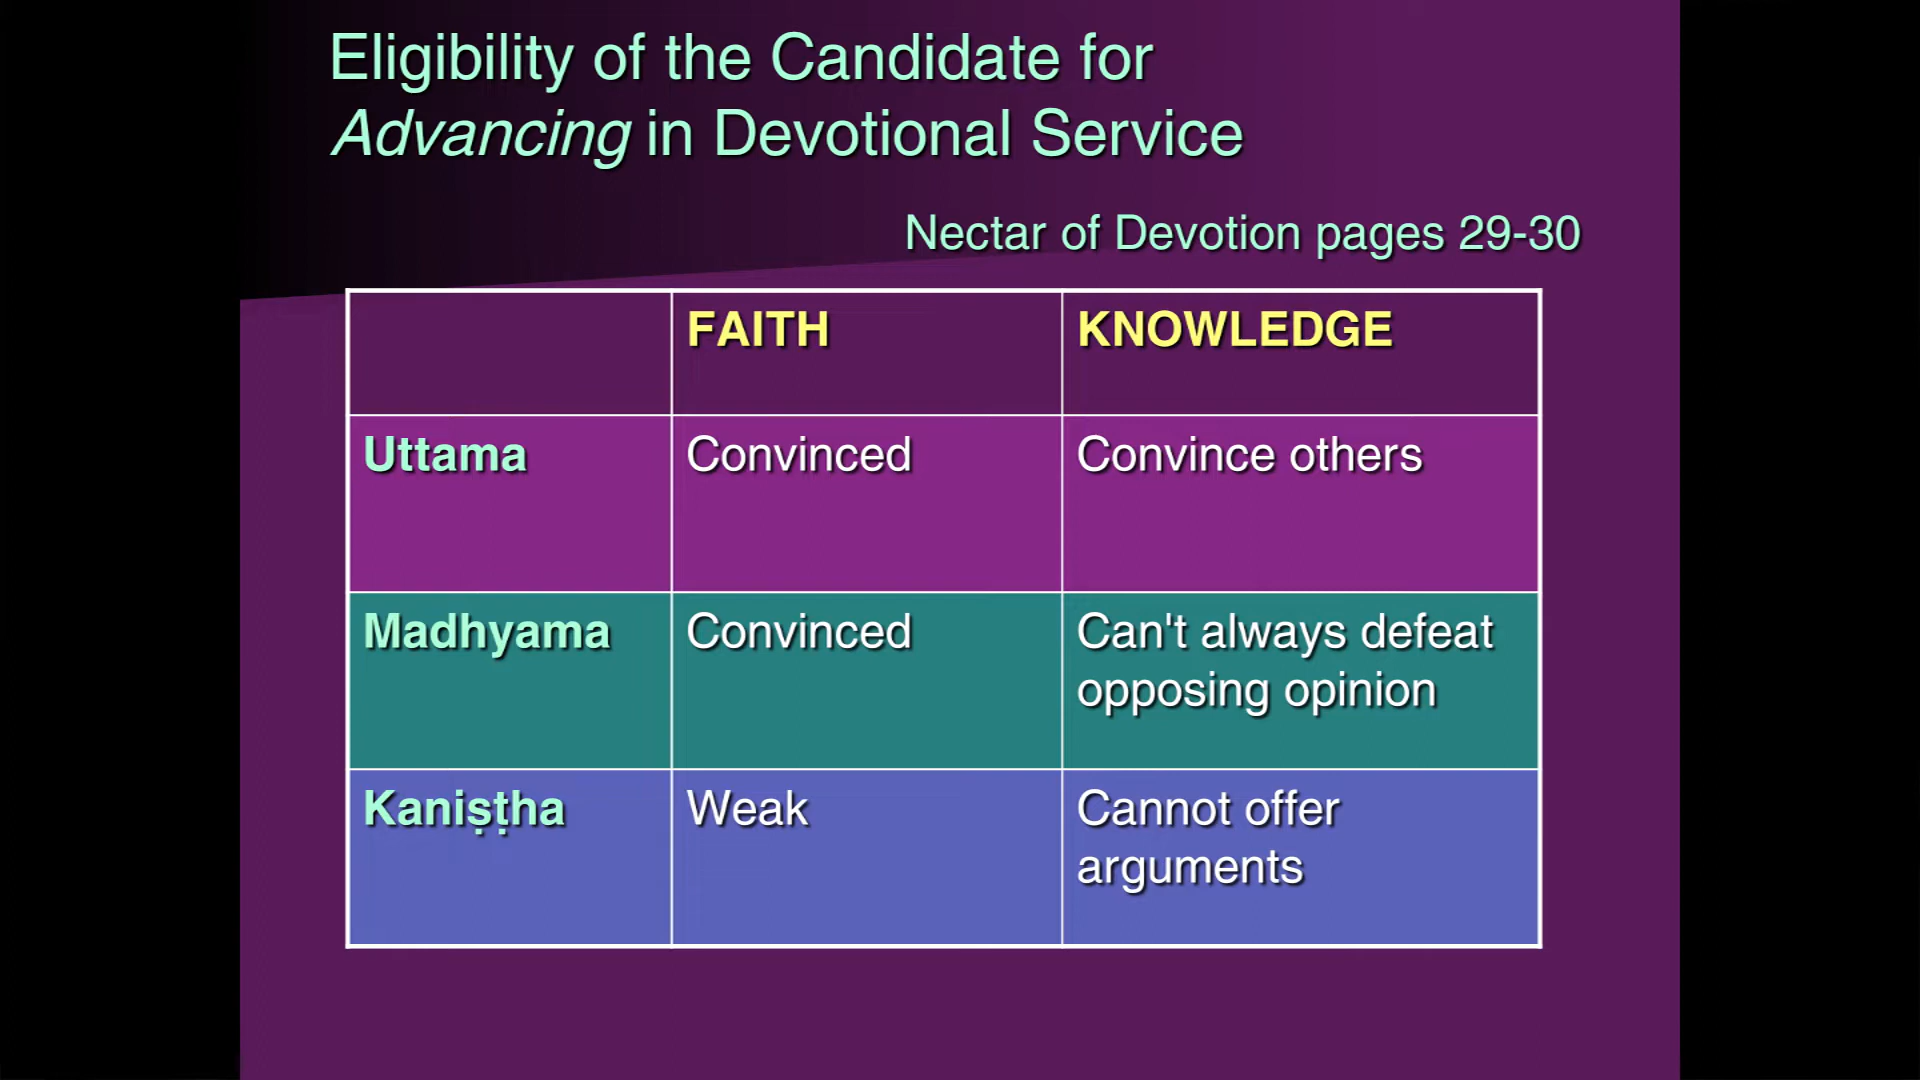 Eligibility of the Candidate for
Advancing in Devotional Service
Nectar of Devotion pages 29-30
FAITH KNOWLEDGE
Uttama Convinced Convince others
Madhyama Convinced Can't always defeat
opposing opinion
Kaniṣṭha Weak Cannot offer
arguments